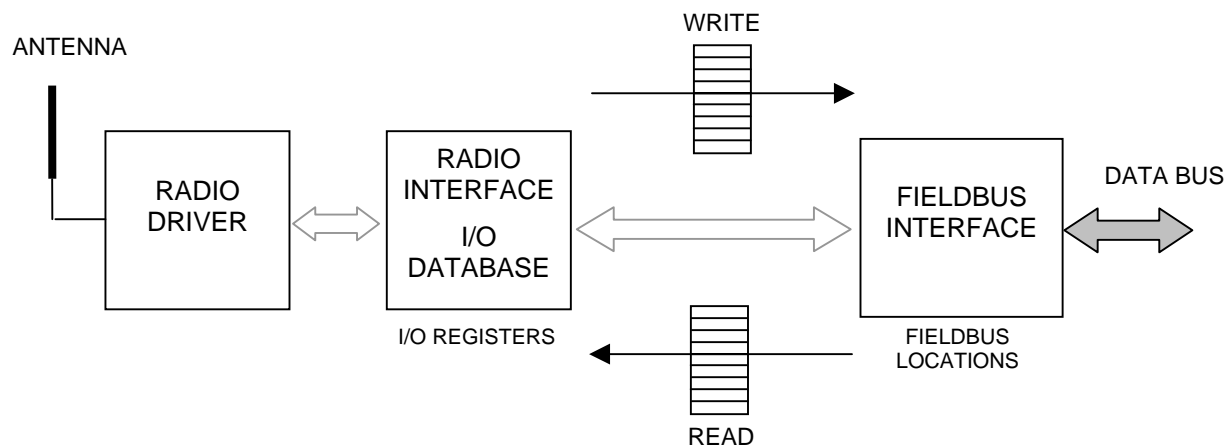 WRITE
ANTENNA
RADIO
DRIVER
RADIO
INTERFACE
I/O
DATABASE
I/O REGISTERS
FIELDBUS
INTERFACE
FIELDBUS
LOCATIONS
DATA BUS
READ